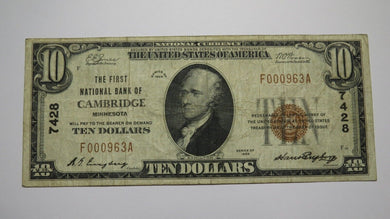 NATIONAL CURRENCY
THE UNITED STATES OF AMERICA
10
10
THE FIRST
NATIONAL BANK OF
CAMBRIDGE
MINNESOTA
WILL PAY TO THE BEARER ON DEMAND
TEN DOLLARS
F000963A
TEN
7428
7428
F000963A
SERIES OF
10
TEN DOLLARS
10